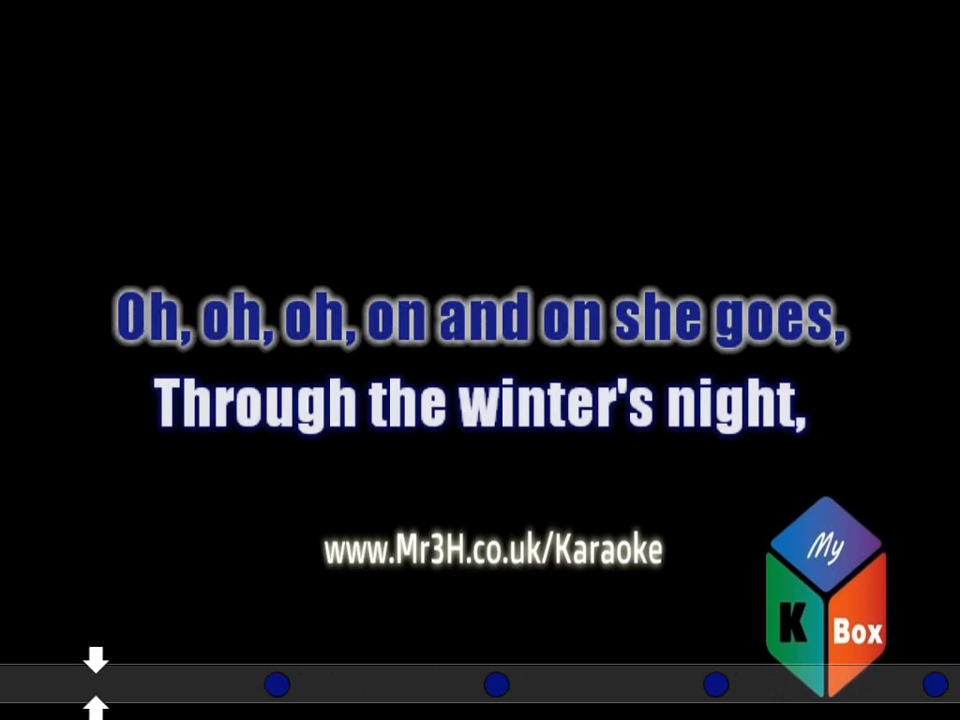 Oh, oh, oh, on and on she goes,
Through the winter's night,
www.Mr3H.co.uk/Karaoke
My
K Box